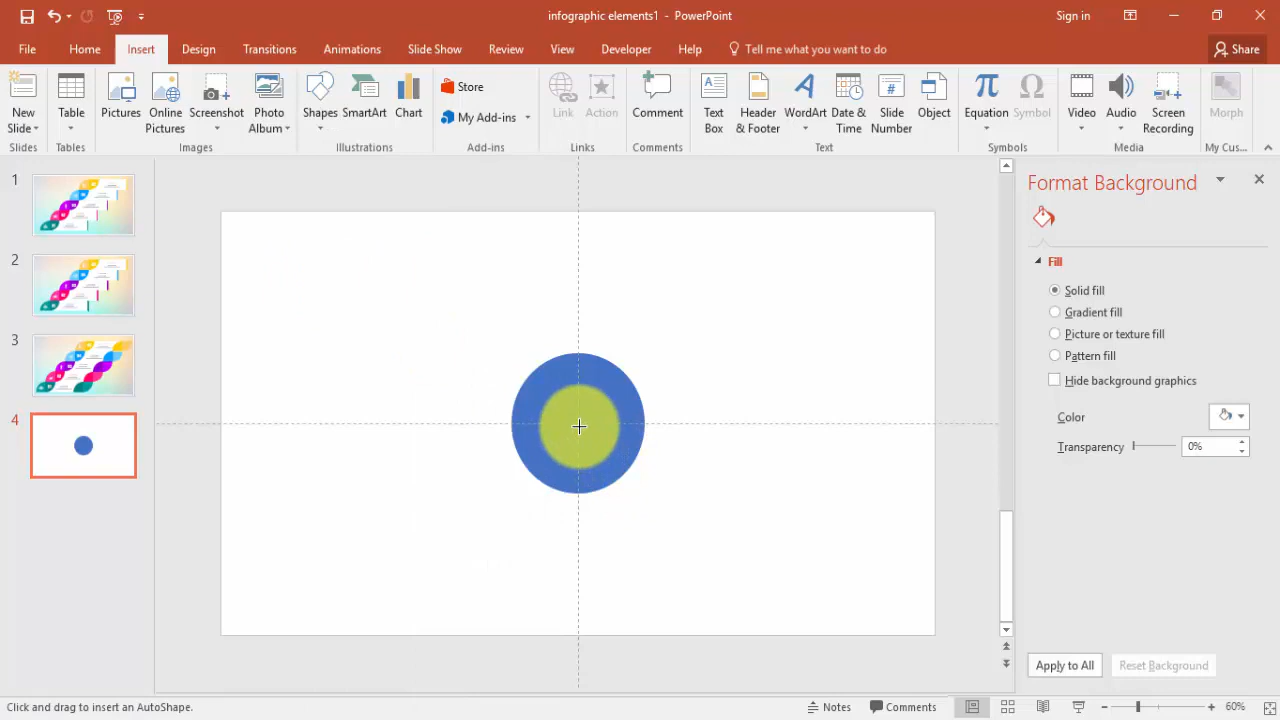 infographic elements1 - PowerPoint
Sign in
File Home Insert Design Transitions Animations Slide Show Review View Developer Help Tell me what you want to do Share
New Slide
Table
Pictures
Online Pictures
Screenshot
Photo Album
Shapes
SmartArt
Chart
Store
My Add-ins
Link
Action
Comment
Text Box
Header & Footer
WordArt
Date & Time
Slide Number
Object
Equation
Symbol
Video
Audio
Screen Recording
Morph
Slides Tables Images Illustrations Add-ins Links Comments Text Symbols Media My Cus...
1
2
3
4
Format Background
Fill
Solid fill
Gradient fill
Picture or texture fill
Pattern fill
Hide background graphics
Color
Transparency 0%
Apply to All Reset Background
Click and drag to insert an AutoShape.
Notes Comments 60%